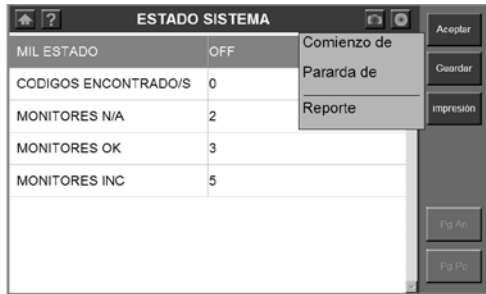 ?
ESTADO SISTEMA
Aceptar
MIL ESTADO OFF
Comienzo de
Pararda de
Reporte
Guardar
CODIGOS ENCONTRADO/S 0
MONITORES N/A 2
Impresión
MONITORES OK 3
MONITORES INC 5
Pg An
Pg Pc